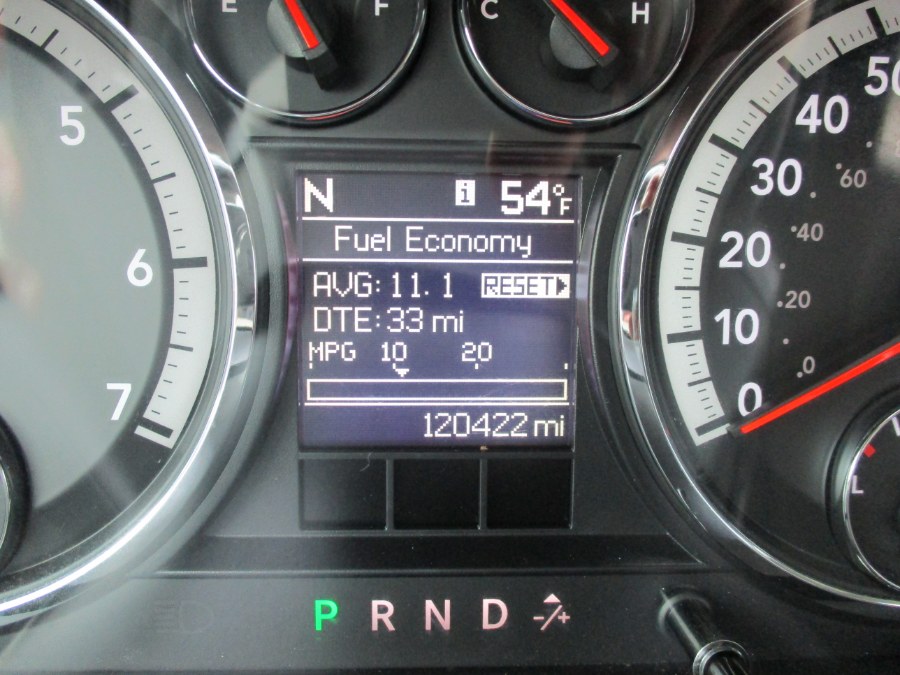 E F C H
5
6
7
N i 54°F
Fuel Economy
AVG: 11.1 RESET
DTE: 33 mi
MPG 10 20
120422 mi
50
40
60
30
40
20
20
10
0
0
L
P R N D -/+